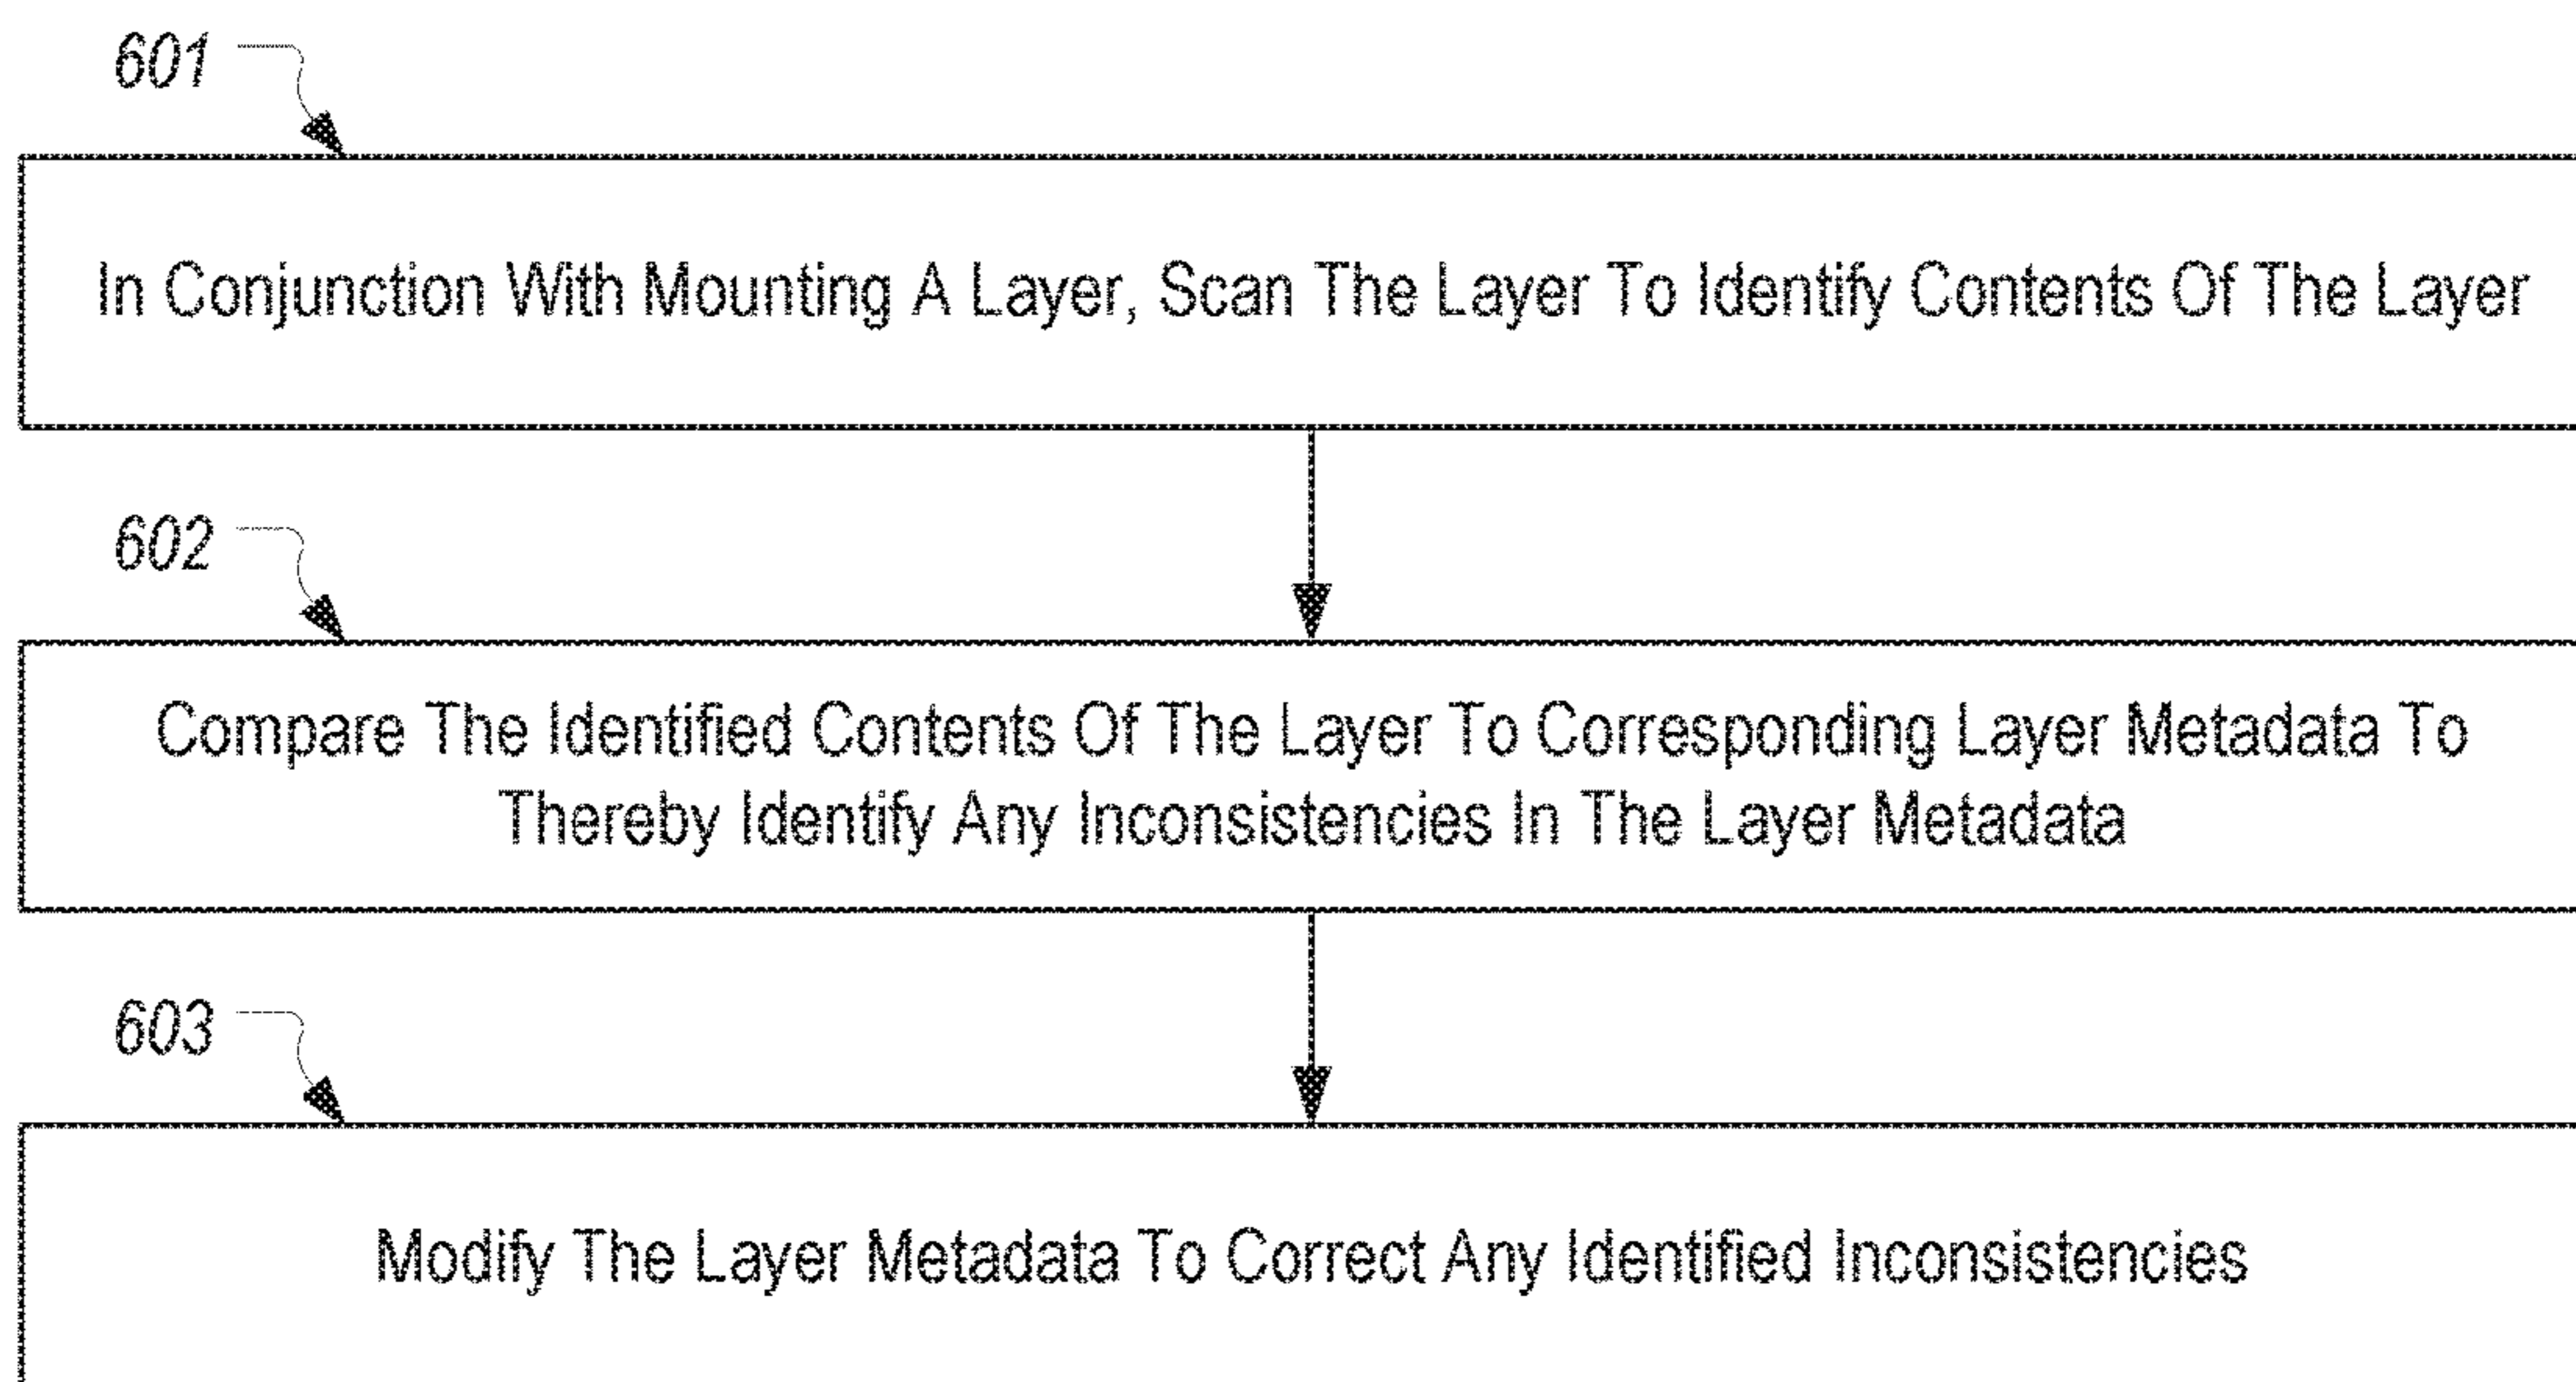 601
In Conjunction With Mounting A Layer, Scan The Layer To Identify Contents Of The Layer
602
Compare The Identified Contents Of The Layer To Corresponding Layer Metadata To
Thereby Identify Any Inconsistencies In The Layer Metadata
603
Modify The Layer Metadata To Correct Any Identified Inconsistencies